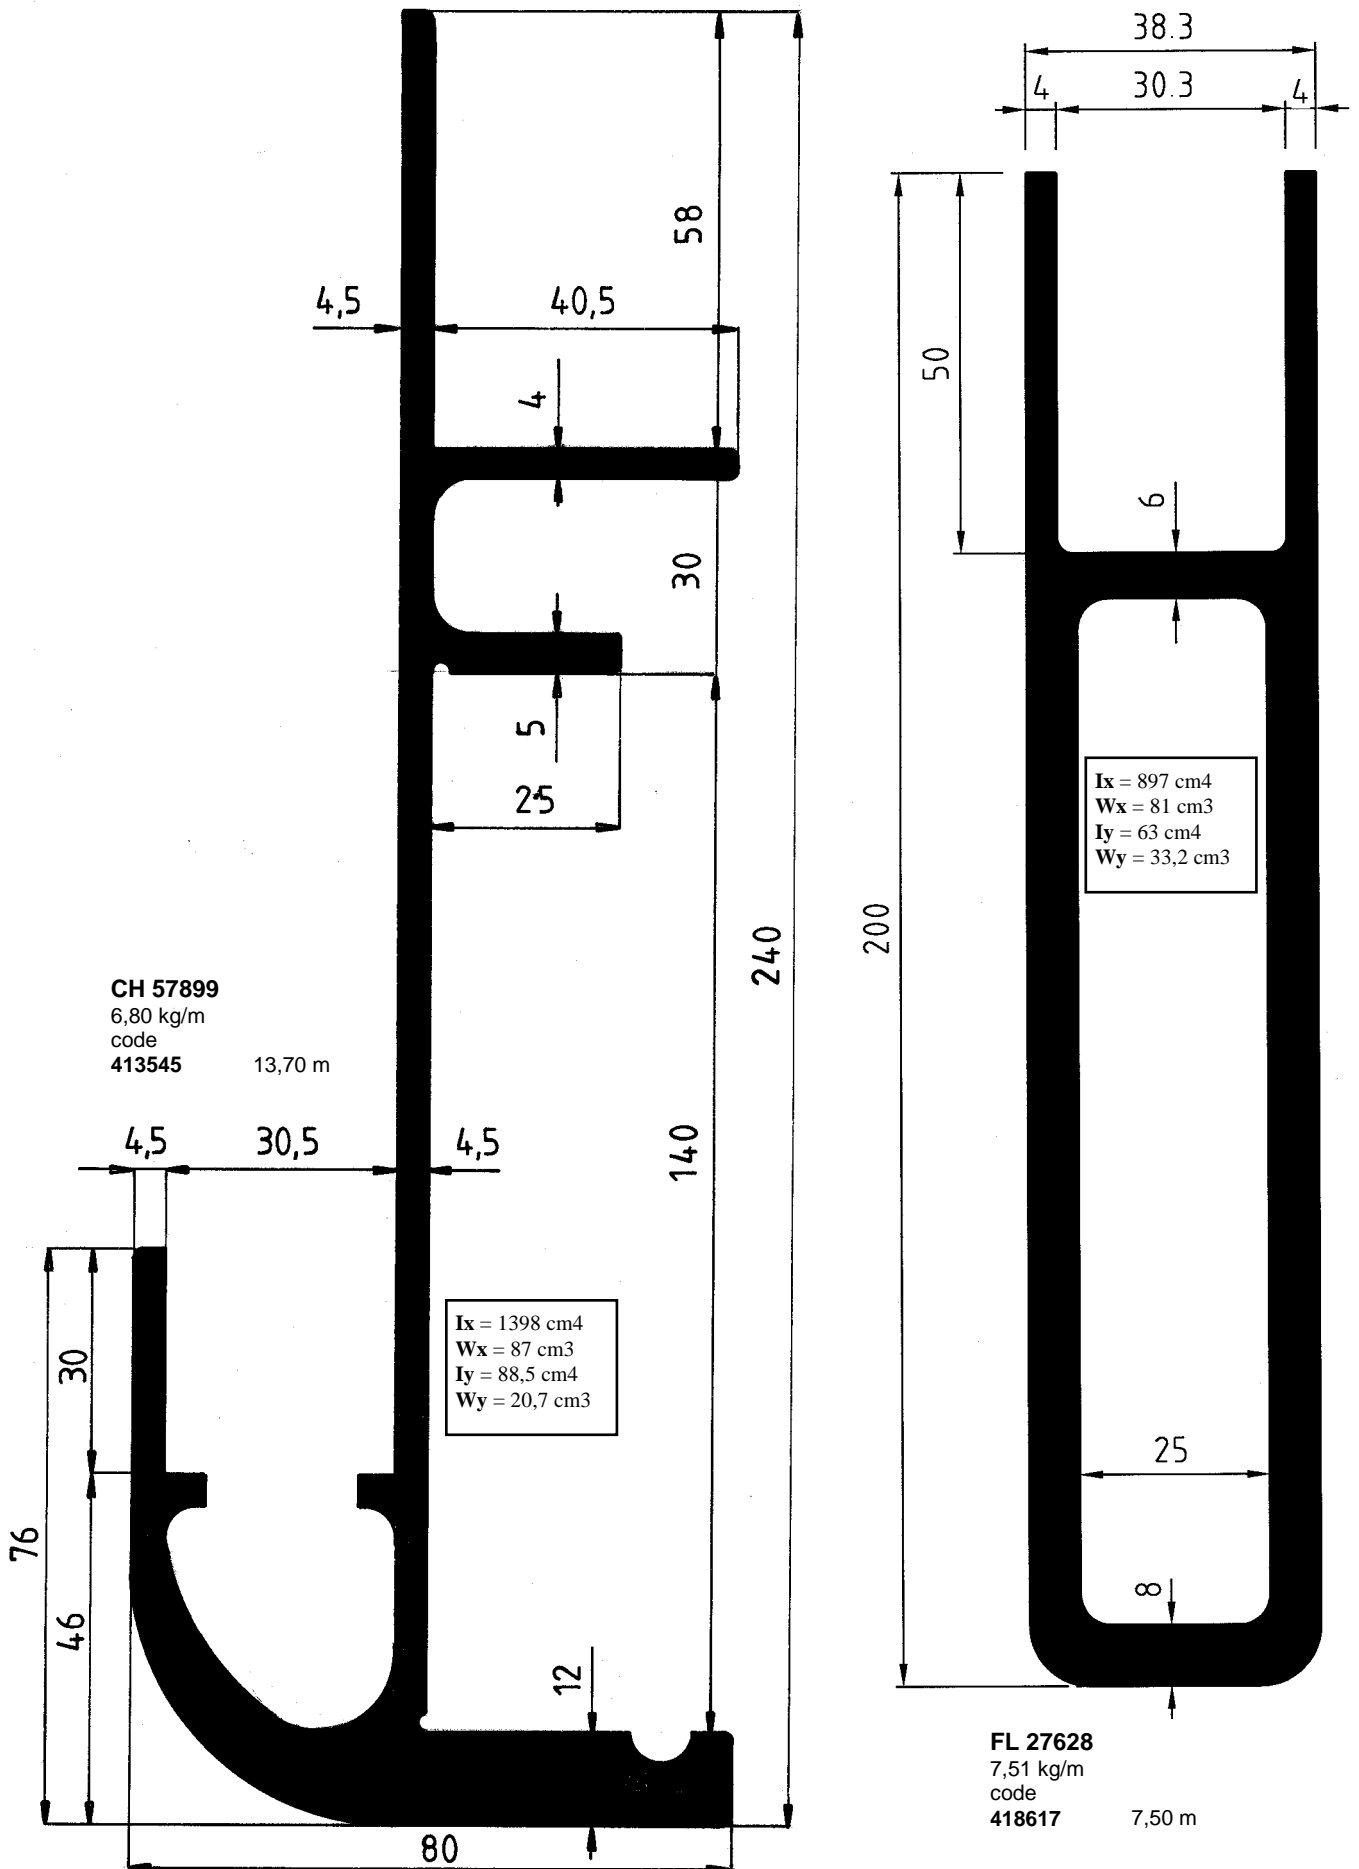 38.3
4
30.3
4
58
4,5
40,5
50
4
6
30
5
25
Ix = 897 cm4
Wx = 81 cm3
Iy = 63 cm4
Wy = 33,2 cm3
200
240
CH 57899
6,80 kg/m
code
413545 13,70 m
4,5
30,5
4,5
140
Ix = 1398 cm4
Wx = 87 cm3
Iy = 88,5 cm4
Wy = 20,7 cm3
30
25
76
46
8
12
FL 27628
7,51 kg/m
code
418617 7,50 m
80